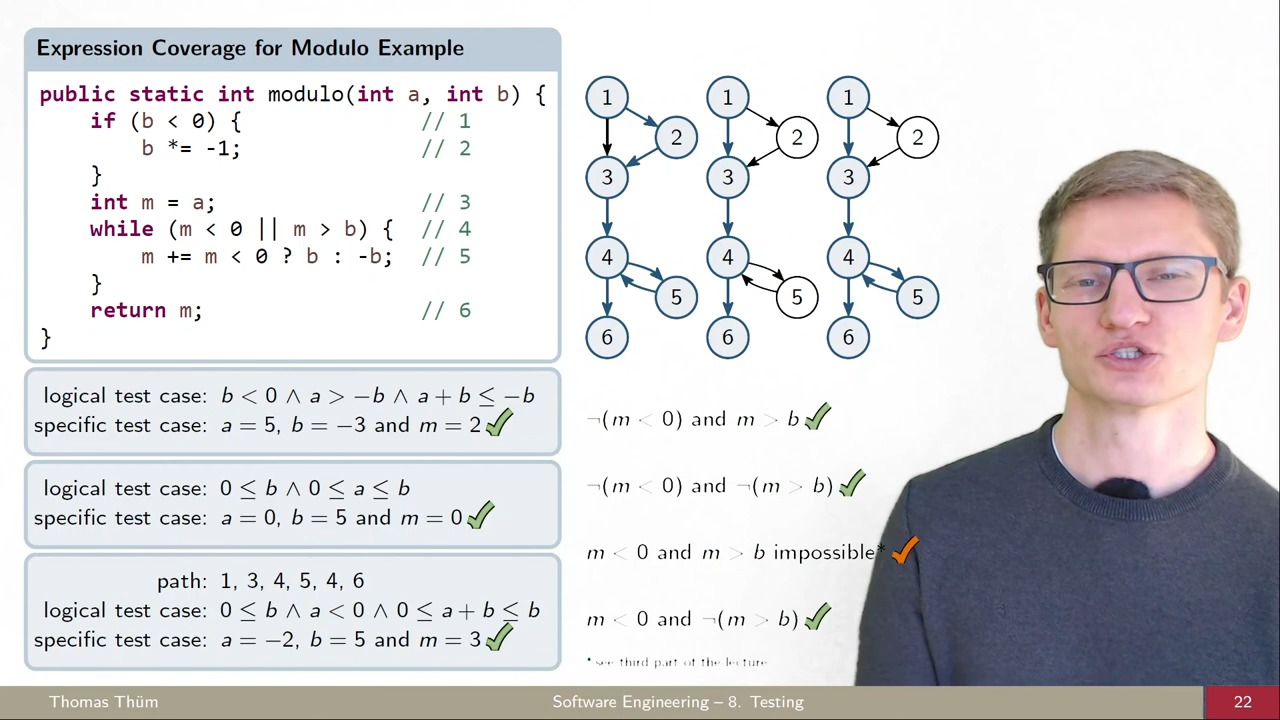 Expression Coverage for Modulo Example
public static int modulo(int a, int b) {
if (b < 0) { // 1
b *= -1; // 2
}
int m = a; // 3
while (m < 0 || m > b) { // 4
m += m < 0 ? b : -b; // 5
}
return m; // 6
}
logical test case: b < 0 ∧ a > −b ∧ a + b ≤ −b
specific test case: a = 5, b = −3 and m = 2
logical test case: 0 ≤ b ∧ 0 ≤ a ≤ b
specific test case: a = 0, b = 5 and m = 0
path: 1, 3, 4, 5, 4, 6
logical test case: 0 ≤ b ∧ a < 0 ∧ 0 ≤ a + b ≤ b
specific test case: a = −2, b = 5 and m = 3
1 1 1
2 2 2
3 3 3
4 4 4
5 5 5
6 6 6
¬(m < 0) and m > b
¬(m < 0) and ¬(m > b)
m < 0 and m > b impossible*
m < 0 and ¬(m > b)
* see third part of the lecture
Thomas Thüm Software Engineering – 8. Testing 22